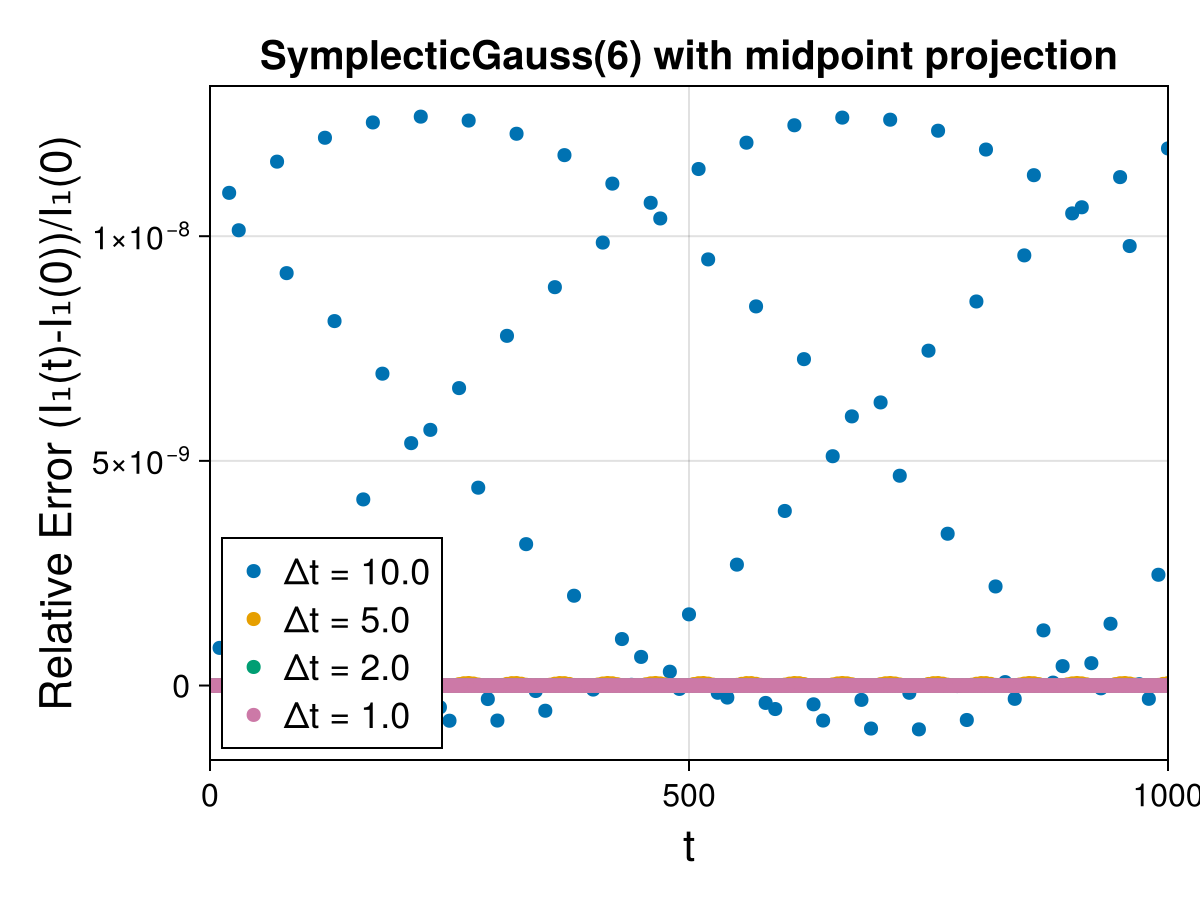 SymplecticGauss(6) with midpoint projection
Relative Error (I₁(t)-I₁(0))/I₁(0)
1×10⁻⁸
5×10⁻⁹
0
Δt = 10.0
Δt = 5.0
Δt = 2.0
Δt = 1.0
0 500 1000
t